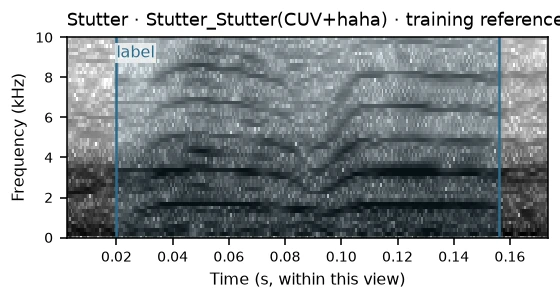 Stutter · Stutter_Stutter(CUV+haha) · training reference
label
Frequency (kHz)
10
8
6
4
2
0
0.02 0.04 0.06 0.08 0.10 0.12 0.14 0.16
Time (s, within this view)